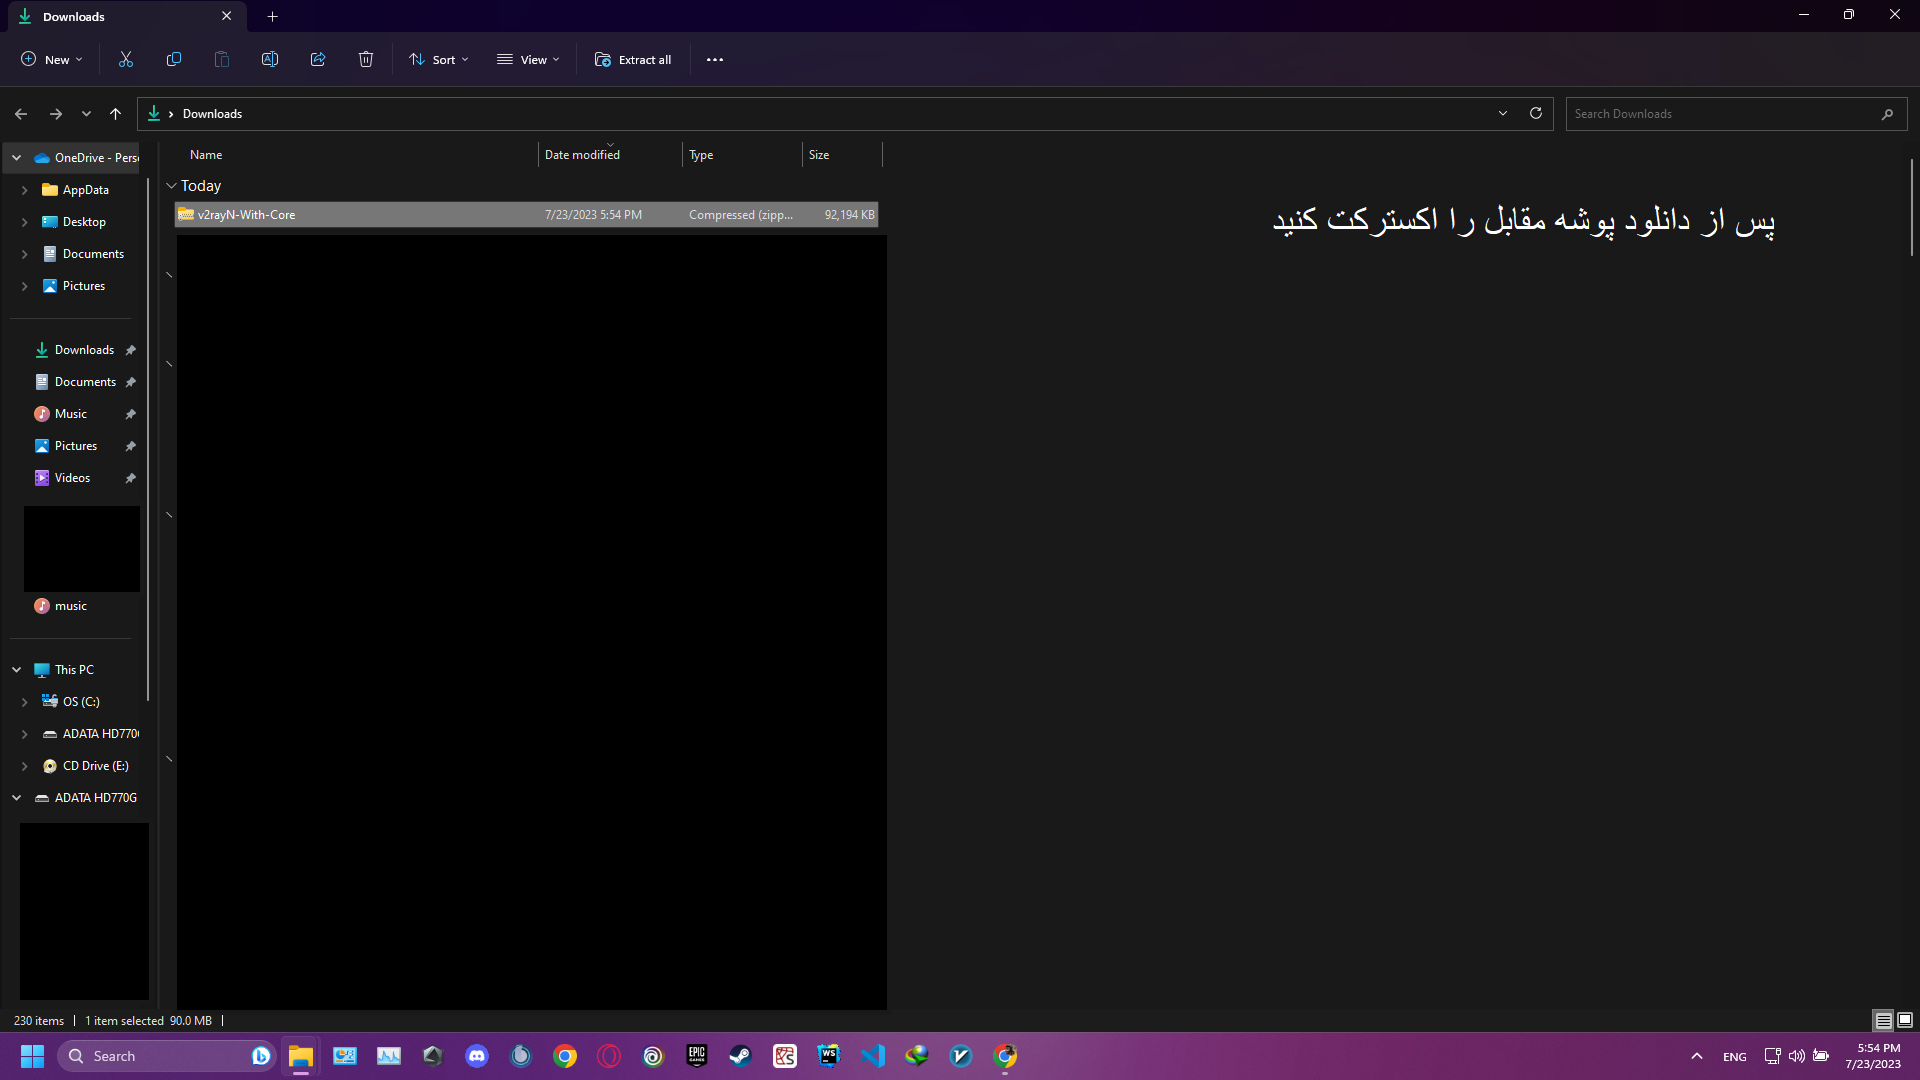 Downloads
New
Sort
View
Extract all
Downloads
Search Downloads
OneDrive - Pers
Name
Date modified
Type
Size
AppData
Today
Desktop
v2rayN-With-Core
7/23/2023 5:54 PM
Compressed (zipp...
92,194 KB
پس از دانلود پوشه مقابل را اکسترکت کنید
Documents
Pictures
Downloads
Documents
Music
Pictures
Videos
music
This PC
OS (C:)
ADATA HD770
CD Drive (E:)
ADATA HD770G
230 items
1 item selected 90.0 MB
Search
EPIC
GAMES
WS
ENG
5:54 PM
7/23/2023